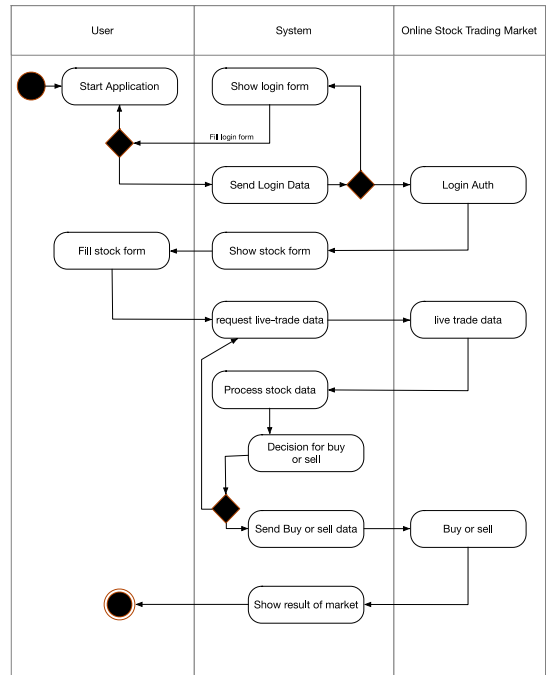 User
System
Online Stock Trading Market
Start Application
Show login form
Fill login form
Send Login Data
Login Auth
Fill stock form
Show stock form
request live-trade data
live trade data
Process stock data
Decision for buy
or sell
Send Buy or sell data
Buy or sell
Show result of market